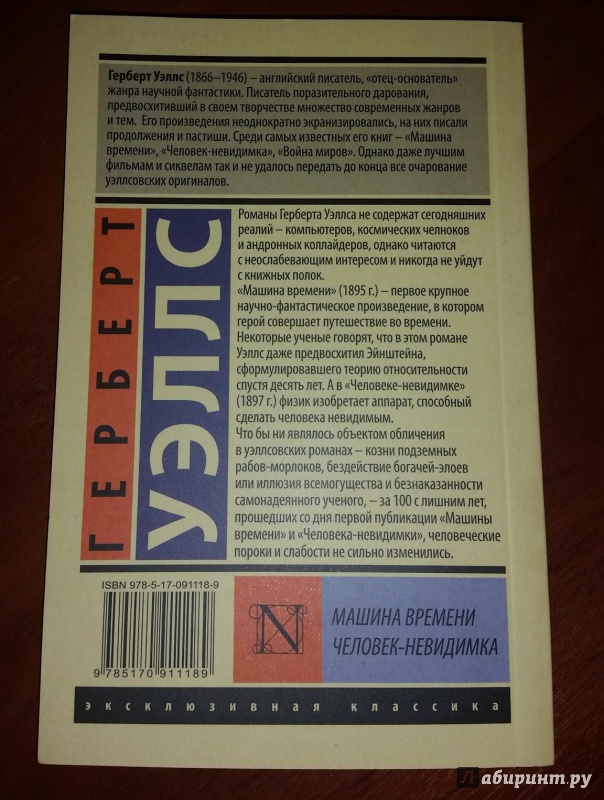 Герберт Уэллс (1866–1946) – английский писатель, «отец-основатель»
жанра научной фантастики. Писатель поразительного дарования,
предвосхитивший в своем творчестве множество современных жанров
и тем. Его произведения неоднократно экранизировались, на них писали
продолжения и пастиши. Среди самых известных его книг – «Машина
времени», «Человек-невидимка», «Война миров». Однако даже лучшим
фильмам и сиквелам так и не удалось передать до конца все очарование
уэллсовских оригиналов.
ГЕРБЕРТ
УЭЛЛС
Романы Герберта Уэллса не содержат сегодняшних
реалий – компьютеров, космических челноков
и андронных коллайдеров, однако читаются
с неослабевающим интересом и никогда не уйдут
с книжных полок.
«Машина времени» (1895 г.) – первое крупное
научно-фантастическое произведение, в котором
герой совершает путешествие во времени.
Некоторые ученые говорят, что в этом романе
Уэллс даже предвосхитил Эйнштейна,
сформулировавшего теорию относительности
спустя десять лет. А в «Человеке-невидимке»
(1897 г.) физик изобретает аппарат, способный
сделать человека невидимым.
Что бы ни являлось объектом обличения
в уэллсовских романах – козни подземных
рабов-морлоков, бездействие богачей-элоев
или иллюзия всемогущества и безнаказанности
самонадеянного ученого, – за 100 с лишним лет,
прошедших со дня первой публикации «Машины
времени» и «Человека-невидимки», человеческие
пороки и слабости не сильно изменились.
ISBN 978-5-17-091118-9
9 785170 911189
N
МАШИНА ВРЕМЕНИ
ЧЕЛОВЕК-НЕВИДИМКА
эксклюзивная классика
Лабиринт.ру